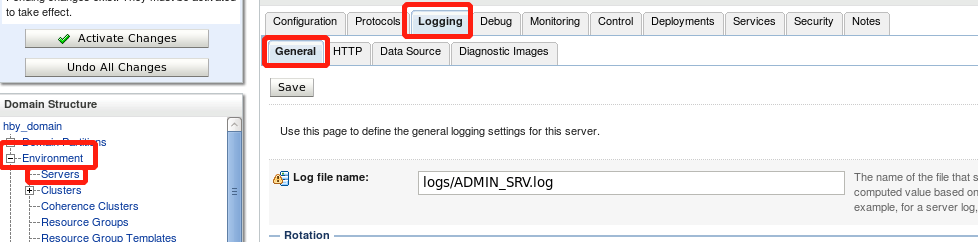 Pending changes exist. They must be activated
to take effect.
Activate Changes
Undo All Changes
Domain Structure
hby_domain
Domain Partitions
Environment
Servers
Clusters
Coherence Clusters
Resource Groups
Resource Group Templates
Configuration Protocols Logging Debug Monitoring Control Deployments Services Security Notes
General HTTP Data Source Diagnostic Images
Save
Use this page to define the general logging settings for this server.
Log file name:
logs/ADMIN_SRV.log
The name of the file that s
computed value based on
example, for a server log,
Rotation